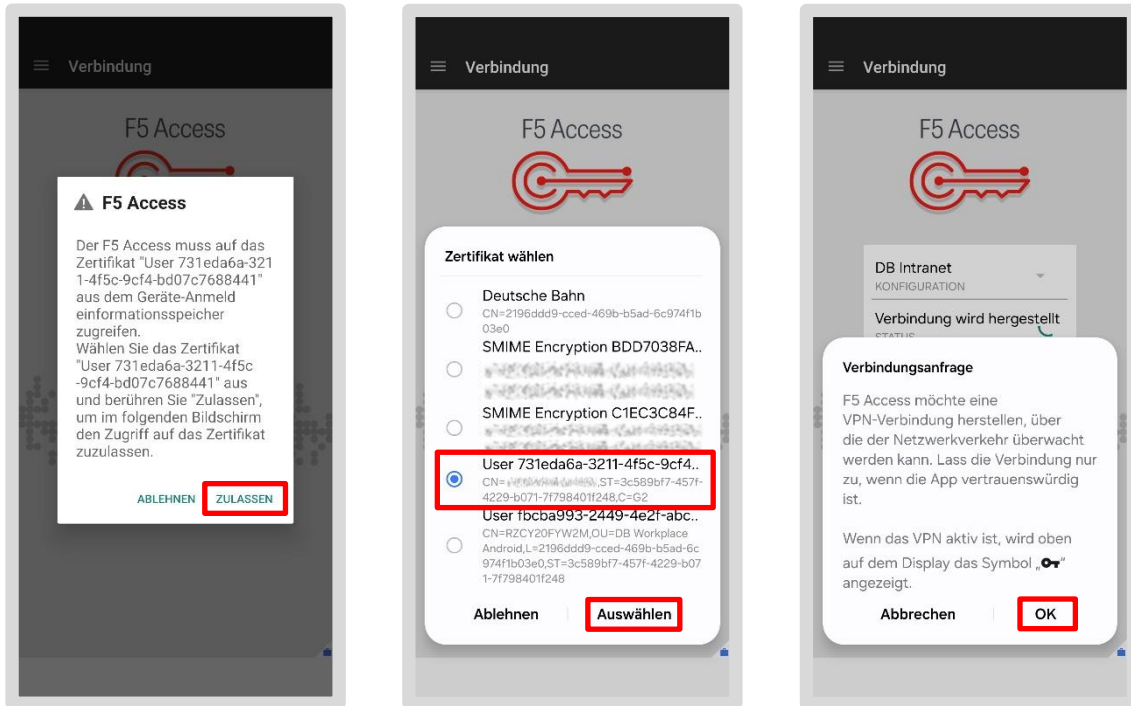 Verbindung
F5 Access
F5 Access
Der F5 Access muss auf das
Zertifikat "User 731eda6a-321
1-4f5c-9cf4-bd07c7688441"
aus dem Geräte-Anmeld
einformationsspeicher
zugreifen.
Wählen Sie das Zertifikat
"User 731eda6a-3211-4f5c
-9cf4-bd07c7688441" aus
und berühren Sie "Zulassen",
um im folgenden Bildschirm
den Zugriff auf das Zertifikat
zuzulassen.
ABLEHNEN ZULASSEN
Verbindung
F5 Access
Zertifikat wählen
Deutsche Bahn
CN=2196ddd9-cced-469b-b5ad-6c974f1b
03e0
SMIME Encryption BDD7038FA..
SMIME Encryption C1EC3C84F..
User 731eda6a-3211-4f5c-9cf4..
CN= ,ST=3c589bf7-457f-
4229-b071-7f798401f248,C=G2
User fbcba993-2449-4e2f-abc..
CN=RZCY20FYW2M,OU=DB Workplace
Android,L=2196ddd9-cced-469b-b5ad-6c
974f1b03e0,ST=3c589bf7-457f-4229-b07
1-7f798401f248
Ablehnen Auswählen
Verbindung
F5 Access
DB Intranet
KONFIGURATION
Verbindung wird hergestellt
STATUS
Verbindungsanfrage
F5 Access möchte eine
VPN-Verbindung herstellen, über
die der Netzwerkverkehr überwacht
werden kann. Lass die Verbindung nur
zu, wenn die App vertrauenswürdig
ist.
Wenn das VPN aktiv ist, wird oben
auf dem Display das Symbol „“
angezeigt.
Abbrechen OK